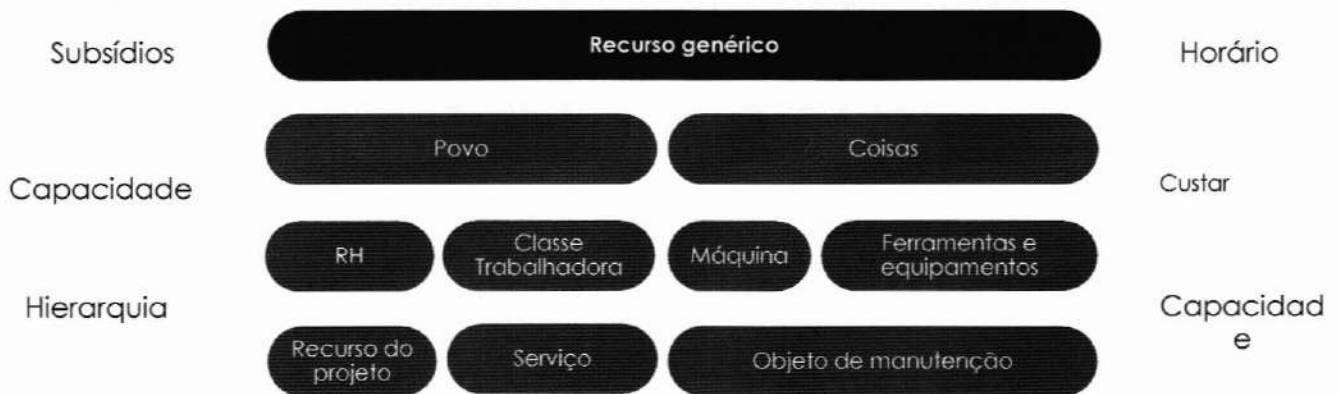 Subsídios
Recurso genérico
Horário
Povo
Coisas
Capacidade
Custar
RH
Classe
Trabalhadora
Máquina
Ferramentas e
equipamentos
Hierarquia
Capacidad
e
Recurso do
projeto
Serviço
Objeto de manutenção